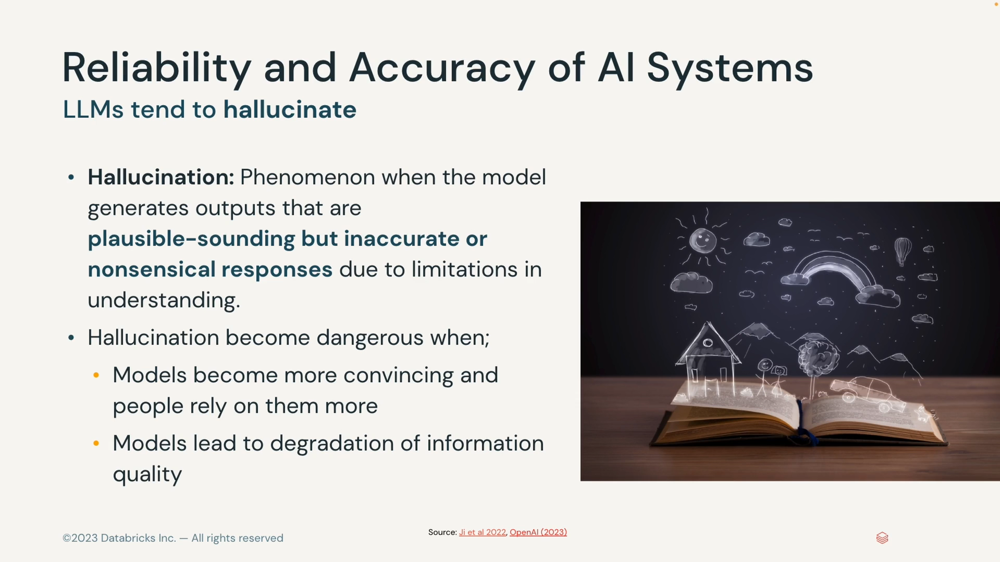 Reliability and Accuracy of AI Systems
LLMs tend to hallucinate
• Hallucination: Phenomenon when the model
generates outputs that are
plausible-sounding but inaccurate or
nonsensical responses due to limitations in
understanding.
• Hallucination become dangerous when;
• Models become more convincing and
people rely on them more
• Models lead to degradation of information
quality
©2023 Databricks Inc. — All rights reserved
Source: Ji et al 2022, OpenAI (2023)